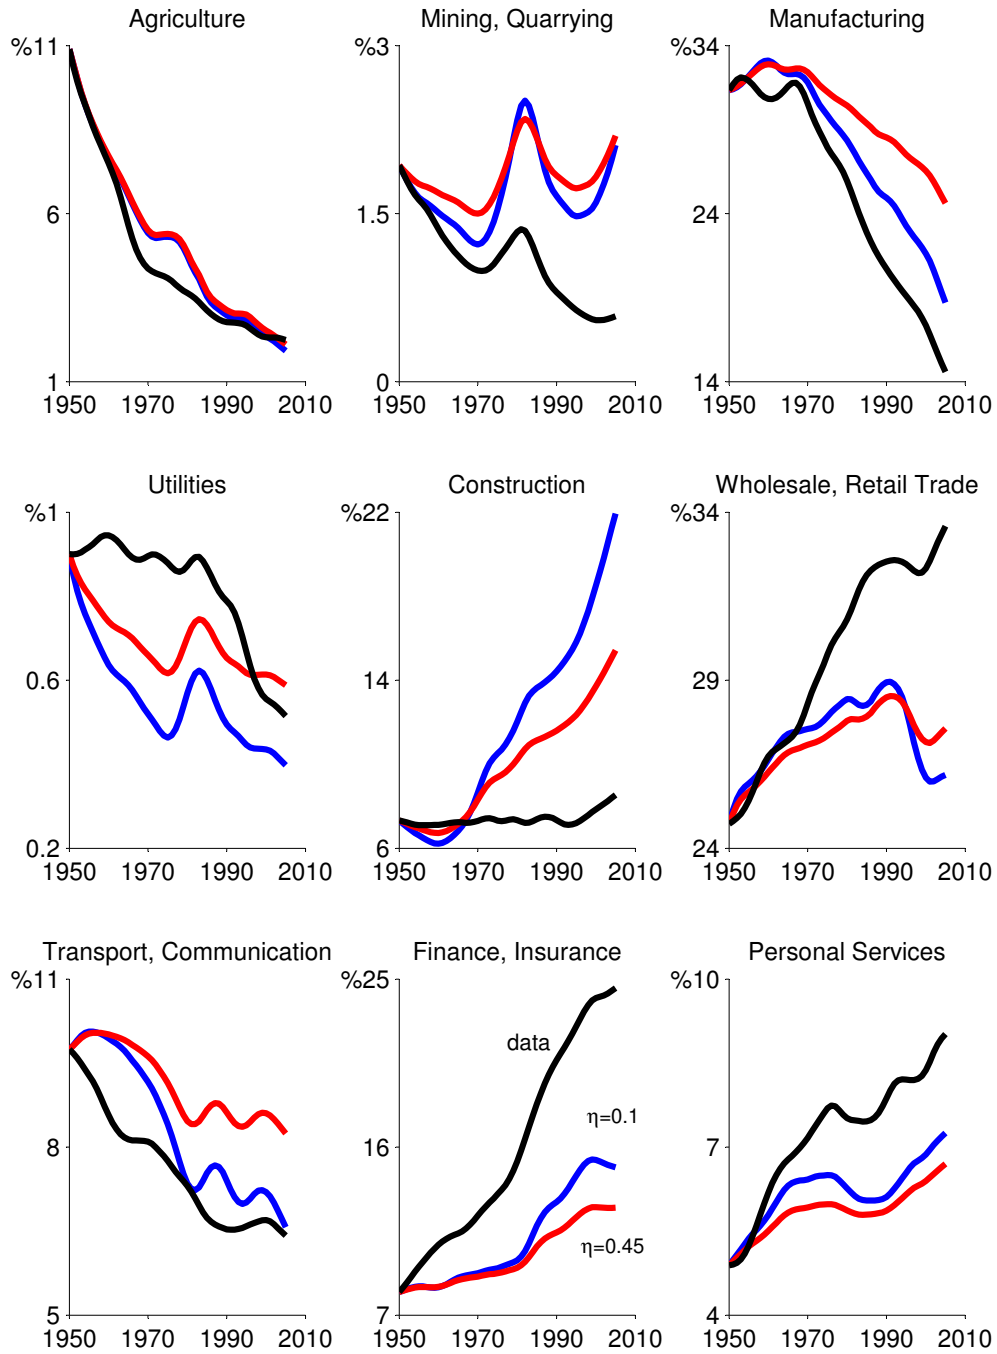 Agriculture Mining, Quarrying Manufacturing
%11 %3 %34
6 1.5 24
1 0 14
1950 1970 1990 2010 1950 1970 1990 2010 1950 1970 1990 2010
Utilities Construction Wholesale, Retail Trade
%1 %22 %34
0.6 14 29
0.2 6 24
1950 1970 1990 2010 1950 1970 1990 2010 1950 1970 1990 2010
Transport, Communication Finance, Insurance Personal Services
%11 %25 %10
data
η=0.1
8 16 7
η=0.45
5 7 4
1950 1970 1990 2010 1950 1970 1990 2010 1950 1970 1990 2010